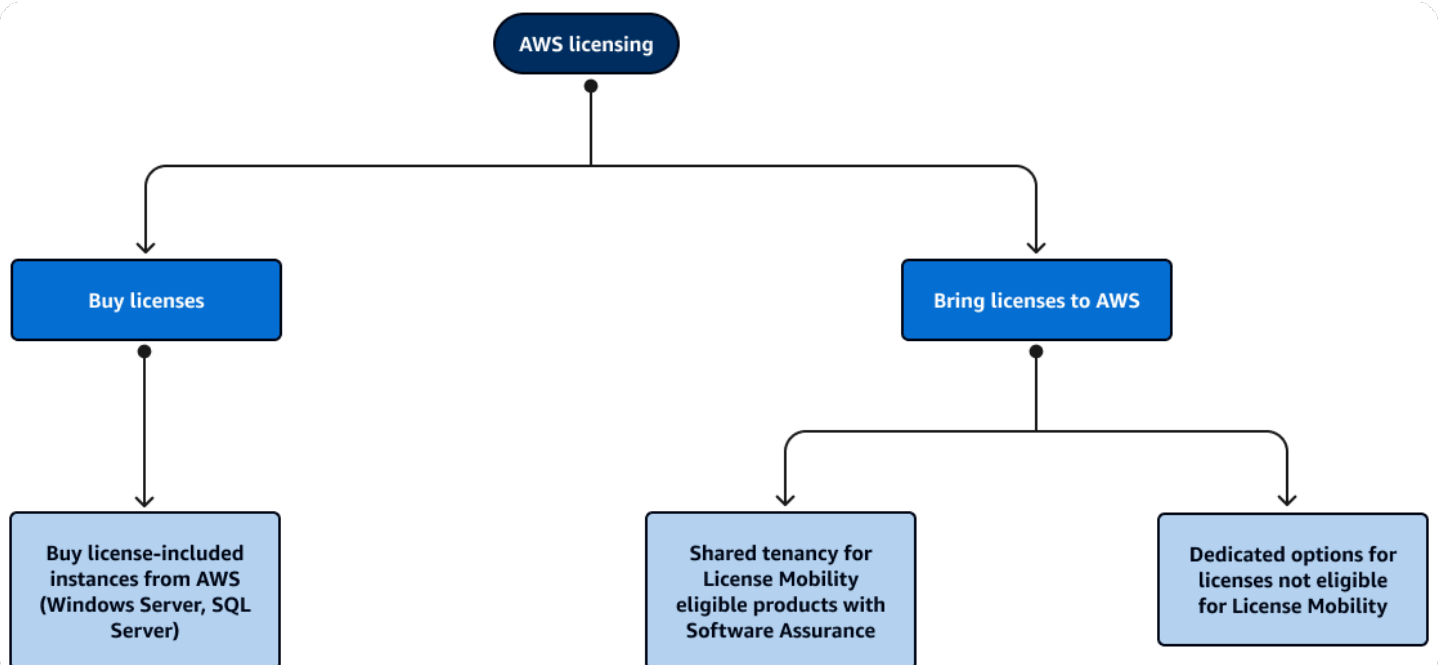 AWS licensing
Buy licenses
Bring licenses to AWS
Buy license-included
instances from AWS
(Windows Server, SQL
Server)
Shared tenancy for
License Mobility
eligible products with
Software Assurance
Dedicated options for
licenses not eligible
for License Mobility